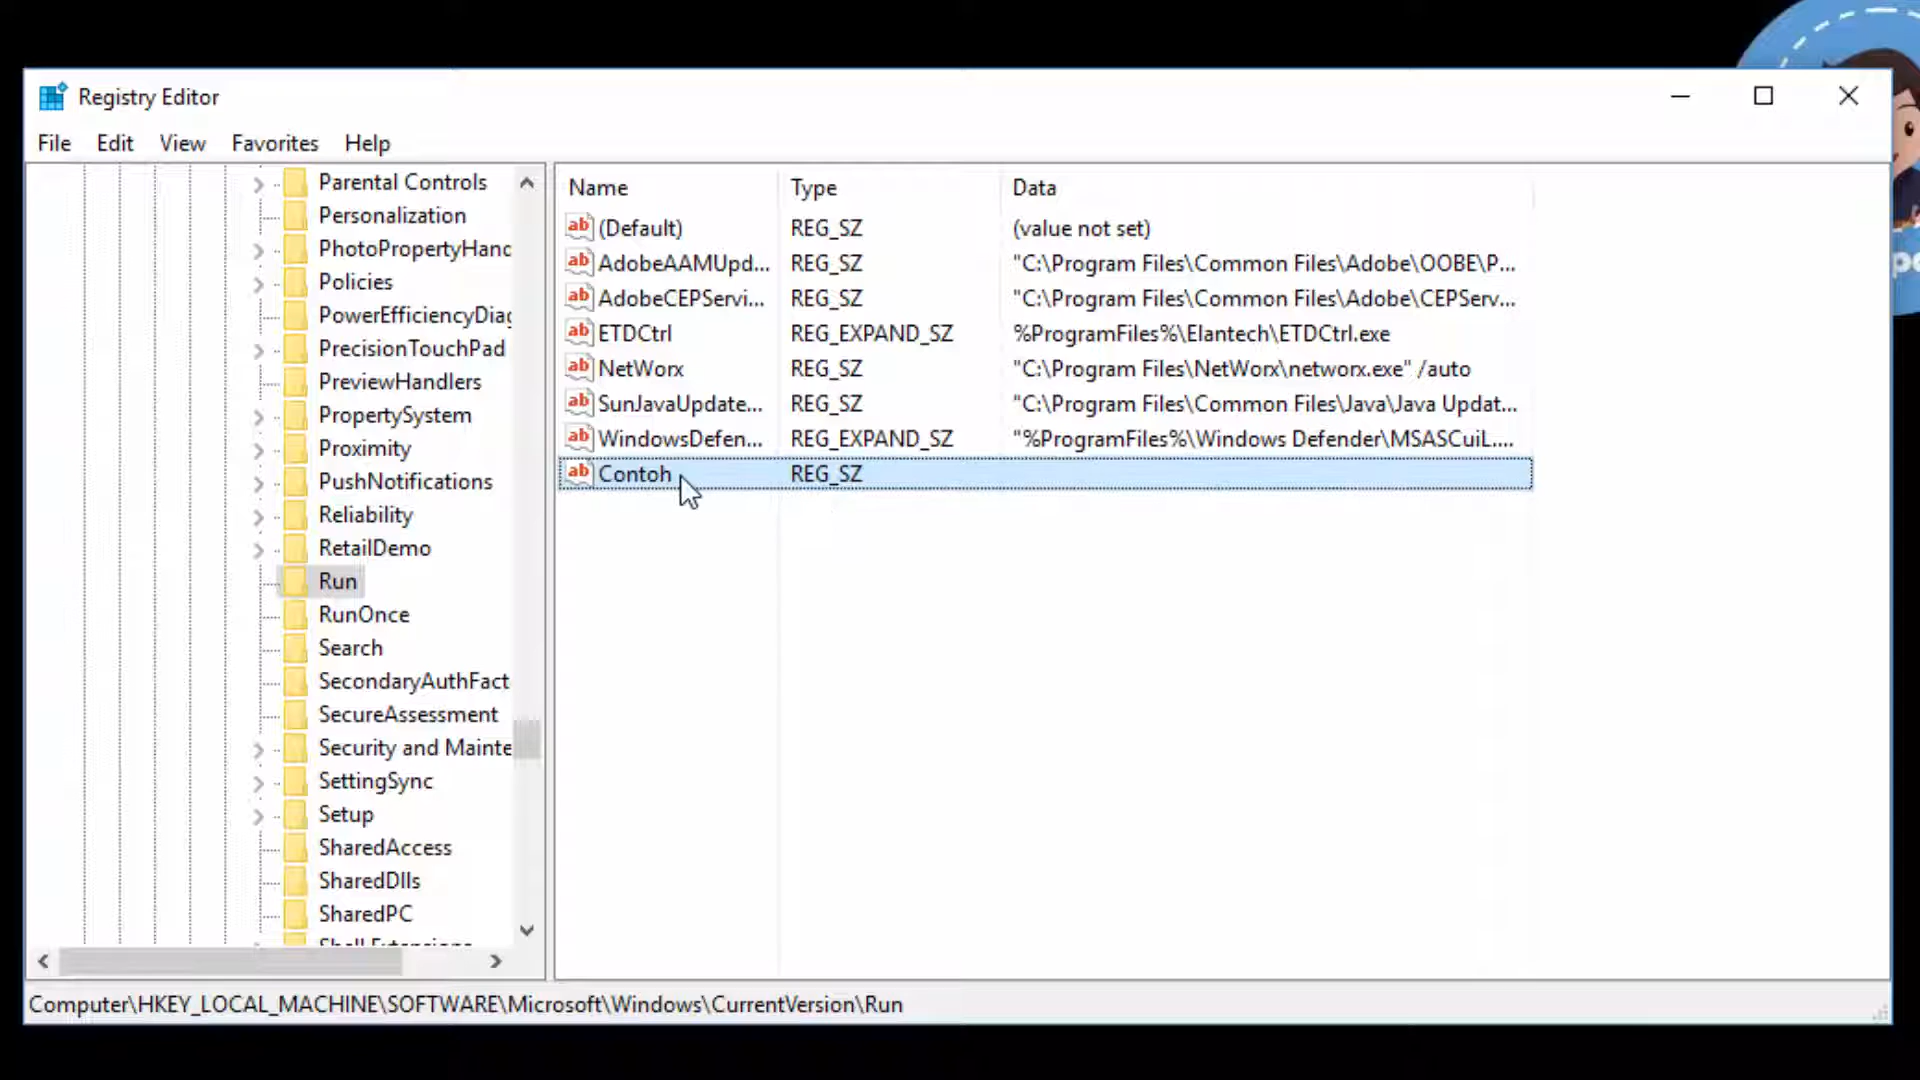 Registry Editor
File Edit View Favorites Help
Parental Controls
Personalization
PhotoPropertyHand
Policies
PowerEfficiencyDiag
PrecisionTouchPad
PreviewHandlers
PropertySystem
Proximity
PushNotifications
Reliability
RetailDemo
Run
RunOnce
Search
SecondaryAuthFact
SecureAssessment
Security and Mainte
SettingSync
Setup
SharedAccess
SharedDlls
SharedPC
Shell Extensions
Name Type Data
(Default) REG_SZ (value not set)
AdobeAAMUpd... REG_SZ "C:\Program Files\Common Files\Adobe\OOBE\P...
AdobeCEPServi... REG_SZ "C:\Program Files\Common Files\Adobe\CEPServ...
ETDCtrl REG_EXPAND_SZ %ProgramFiles%\Elantech\ETDCtrl.exe
NetWorx REG_SZ "C:\Program Files\NetWorx\networx.exe" /auto
SunJavaUpdate... REG_SZ "C:\Program Files\Common Files\Java\Java Updat...
WindowsDefen... REG_EXPAND_SZ "%ProgramFiles%\Windows Defender\MSASCuiL....
Contoh REG_SZ
Computer\HKEY_LOCAL_MACHINE\SOFTWARE\Microsoft\Windows\CurrentVersion\Run